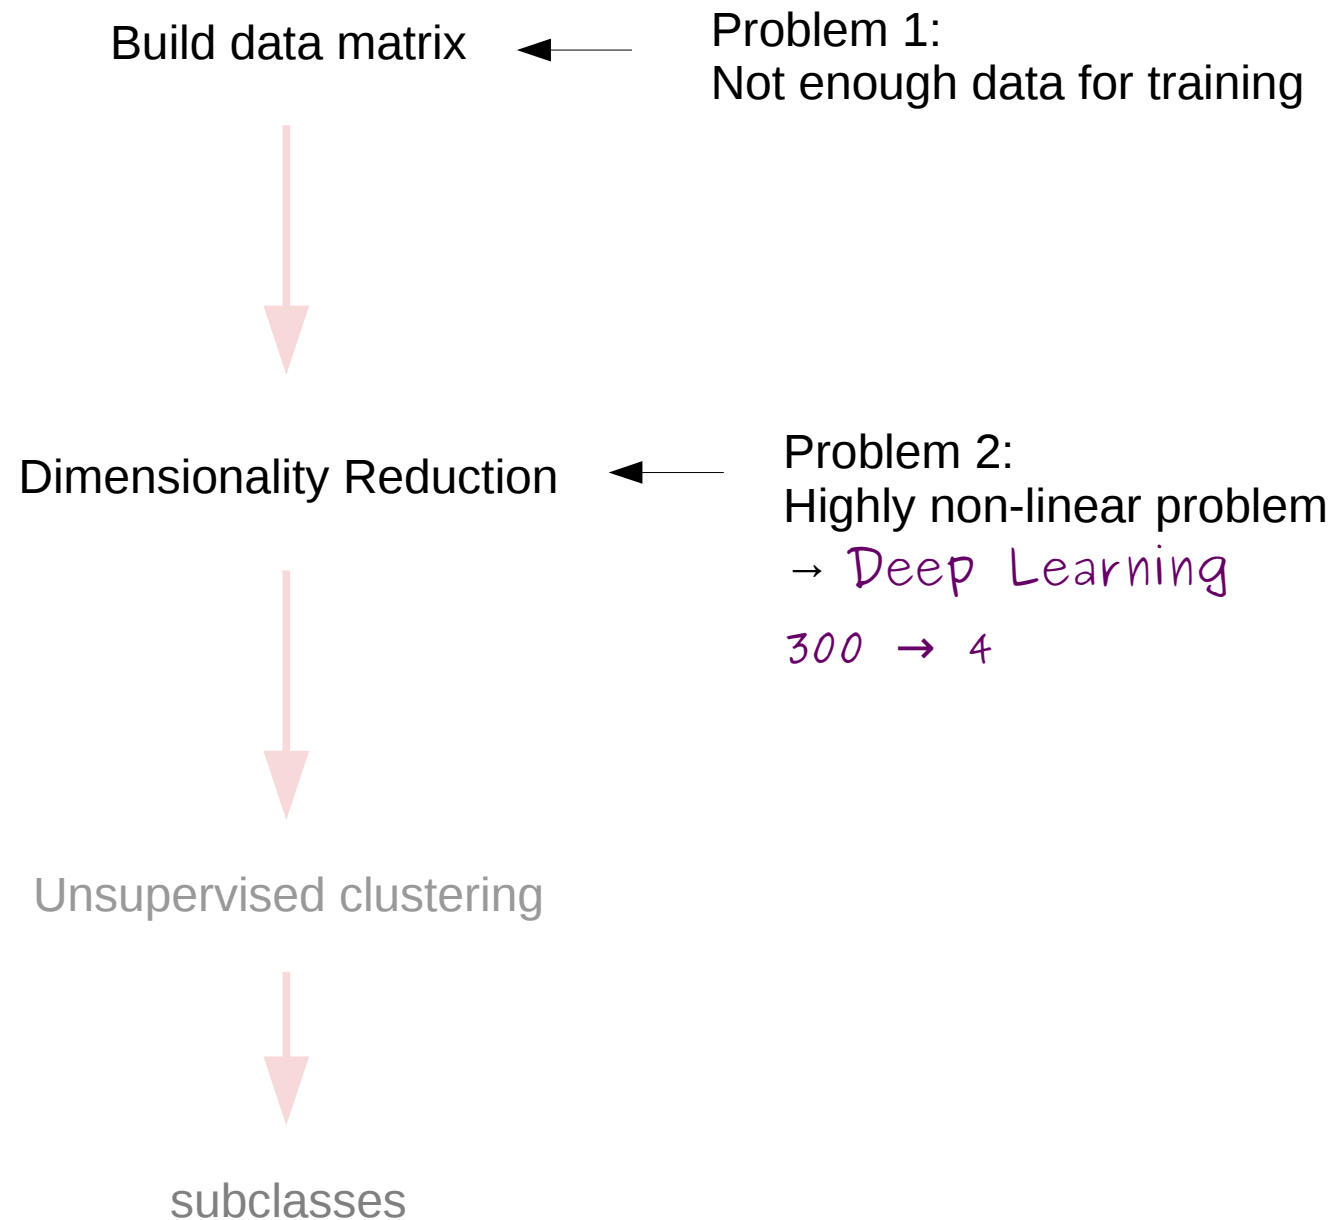 Build data matrix
Problem 1:
Not enough data for training
Dimensionality Reduction
Problem 2:
Highly non-linear problem
→ Deep Learning
300 → 4
Unsupervised clustering
subclasses